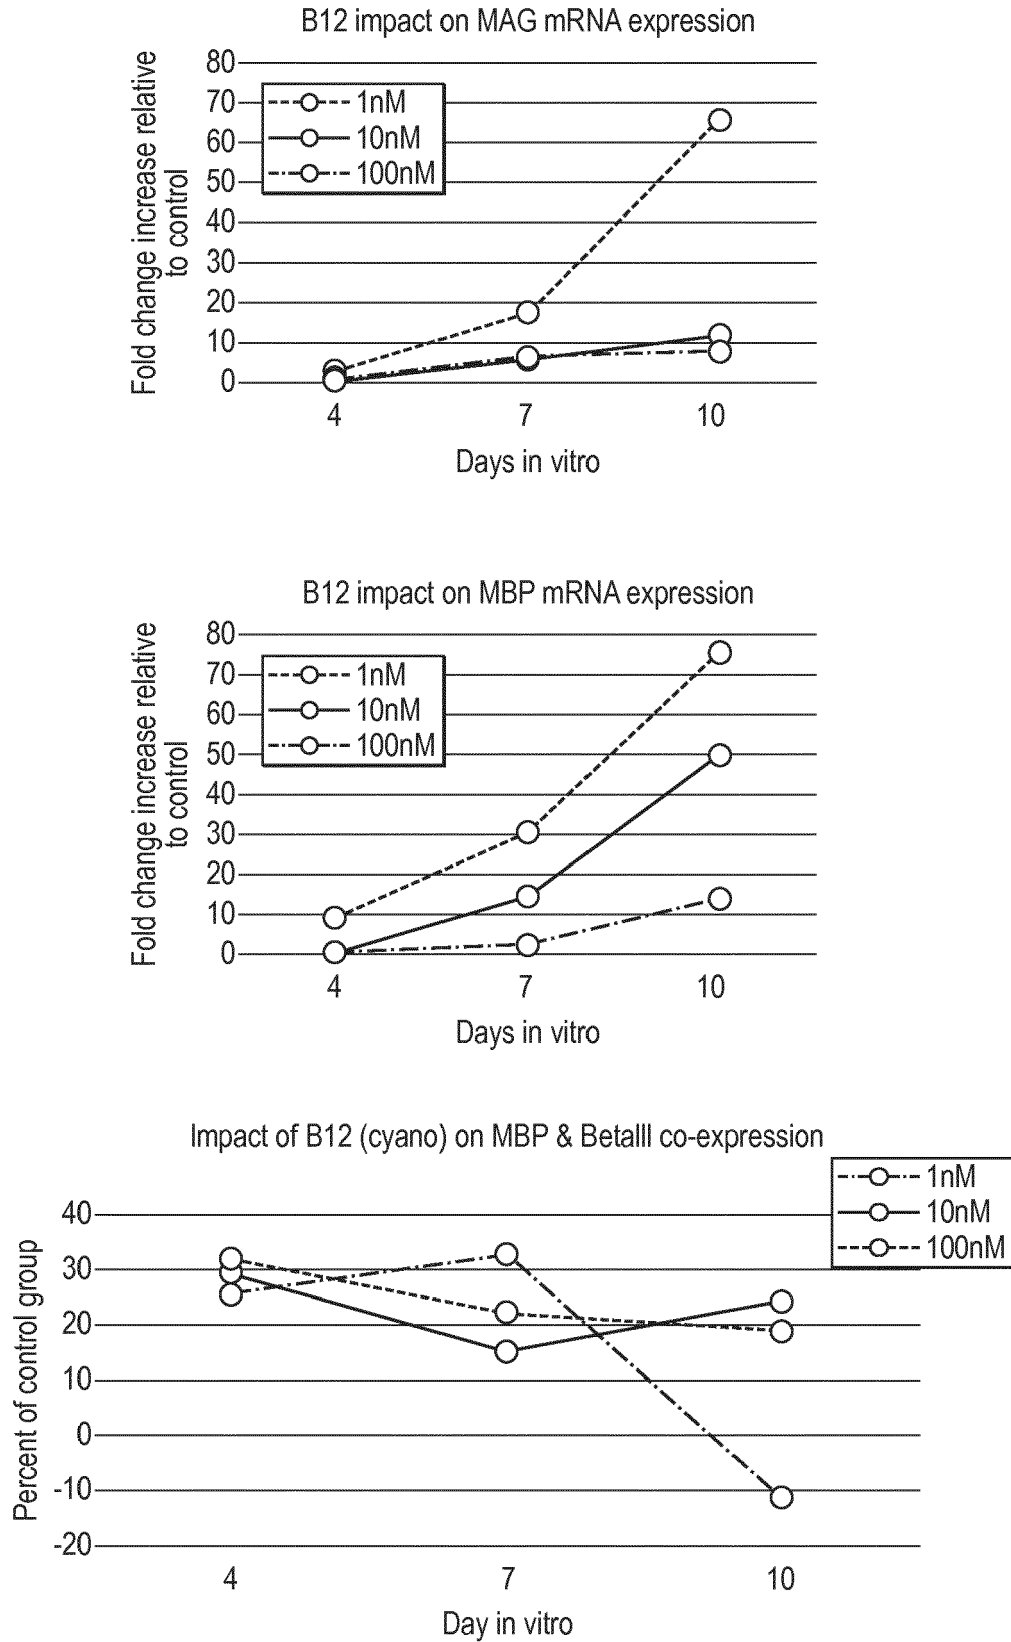 B12 impact on MAG mRNA expression
Fold change increase relative
to control
80
70
60
50
40
30
20
10
0
1nM
10nM
100nM
4 7 10
Days in vitro
B12 impact on MBP mRNA expression
Fold change increase relative
to control
80
70
60
50
40
30
20
10
0
1nM
10nM
100nM
4 7 10
Days in vitro
Impact of B12 (cyano) on MBP & BetaIII co-expression
1nM
10nM
100nM
Percent of control group
40
30
20
10
0
-10
-20
4 7 10
Day in vitro